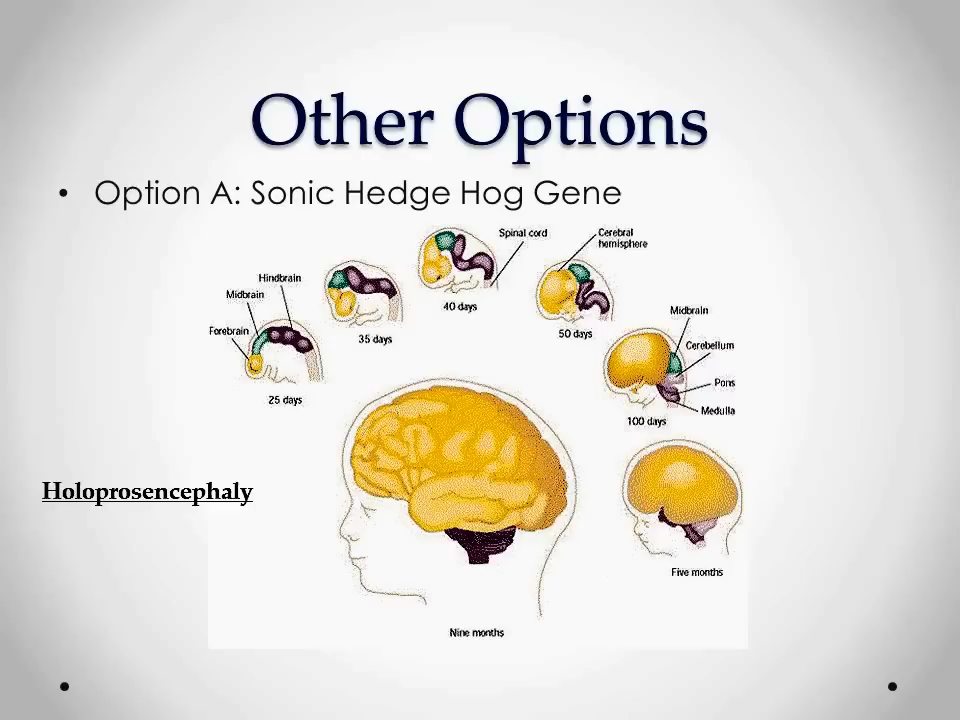 Other Options
• Option A: Sonic Hedge Hog Gene
Spinal cord
Cerebral
hemisphere
Hindbrain
Midbrain
Forebrain
25 days
35 days
40 days
50 days
Midbrain
Cerebellum
Pons
Medulla
100 days
Holoprosencephaly
Five months
Nine months